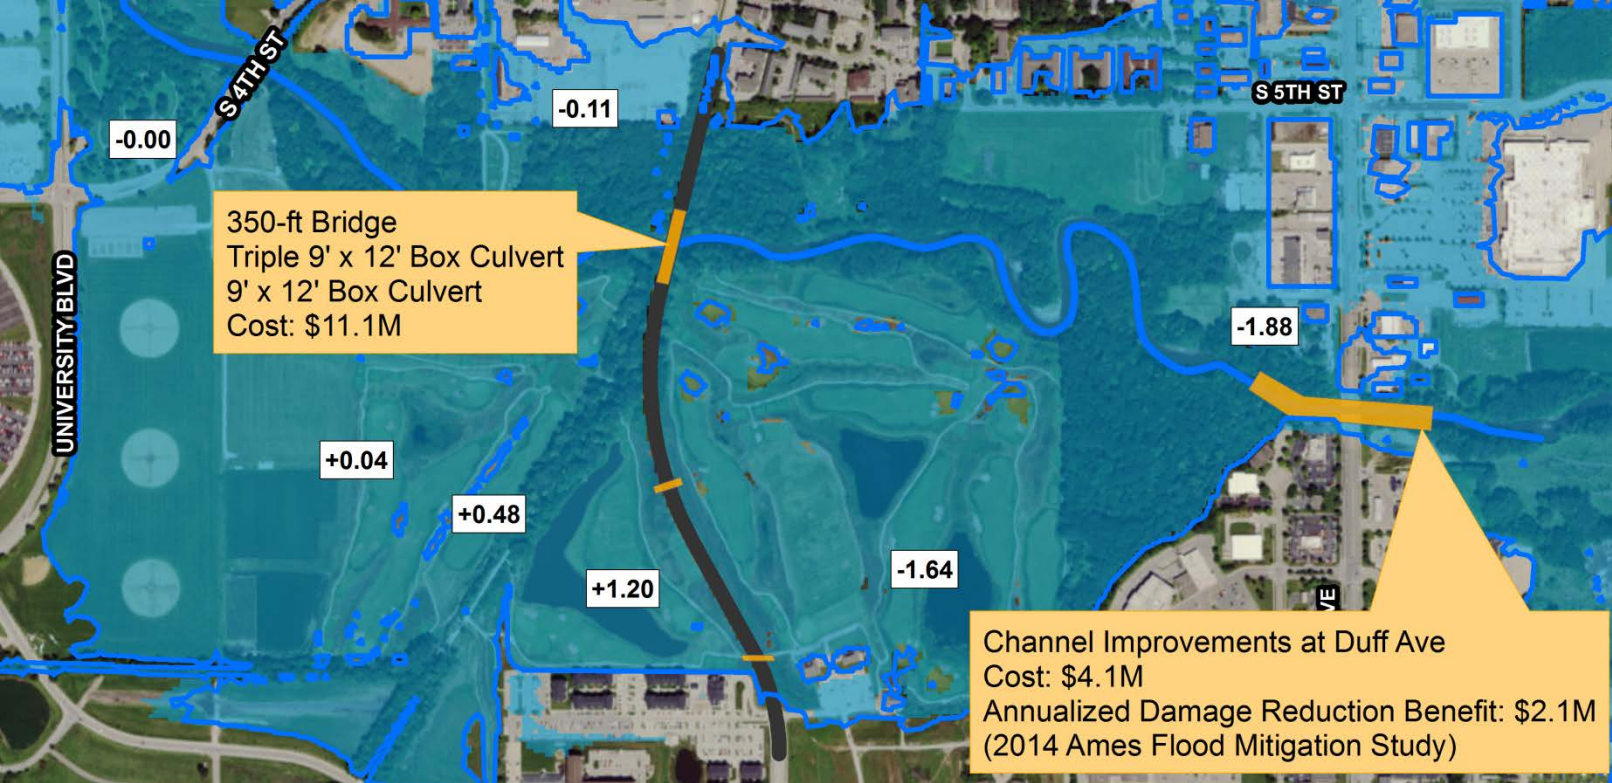 S 4TH ST
-0.11
S 5TH ST
-0.00
350-ft Bridge
Triple 9' x 12' Box Culvert
9' x 12' Box Culvert
Cost: $11.1M
UNIVERSITY BLVD
-1.88
+0.04
+0.48
+1.20
-1.64
VE
Channel Improvements at Duff Ave
Cost: $4.1M
Annualized Damage Reduction Benefit: $2.1M
(2014 Ames Flood Mitigation Study)